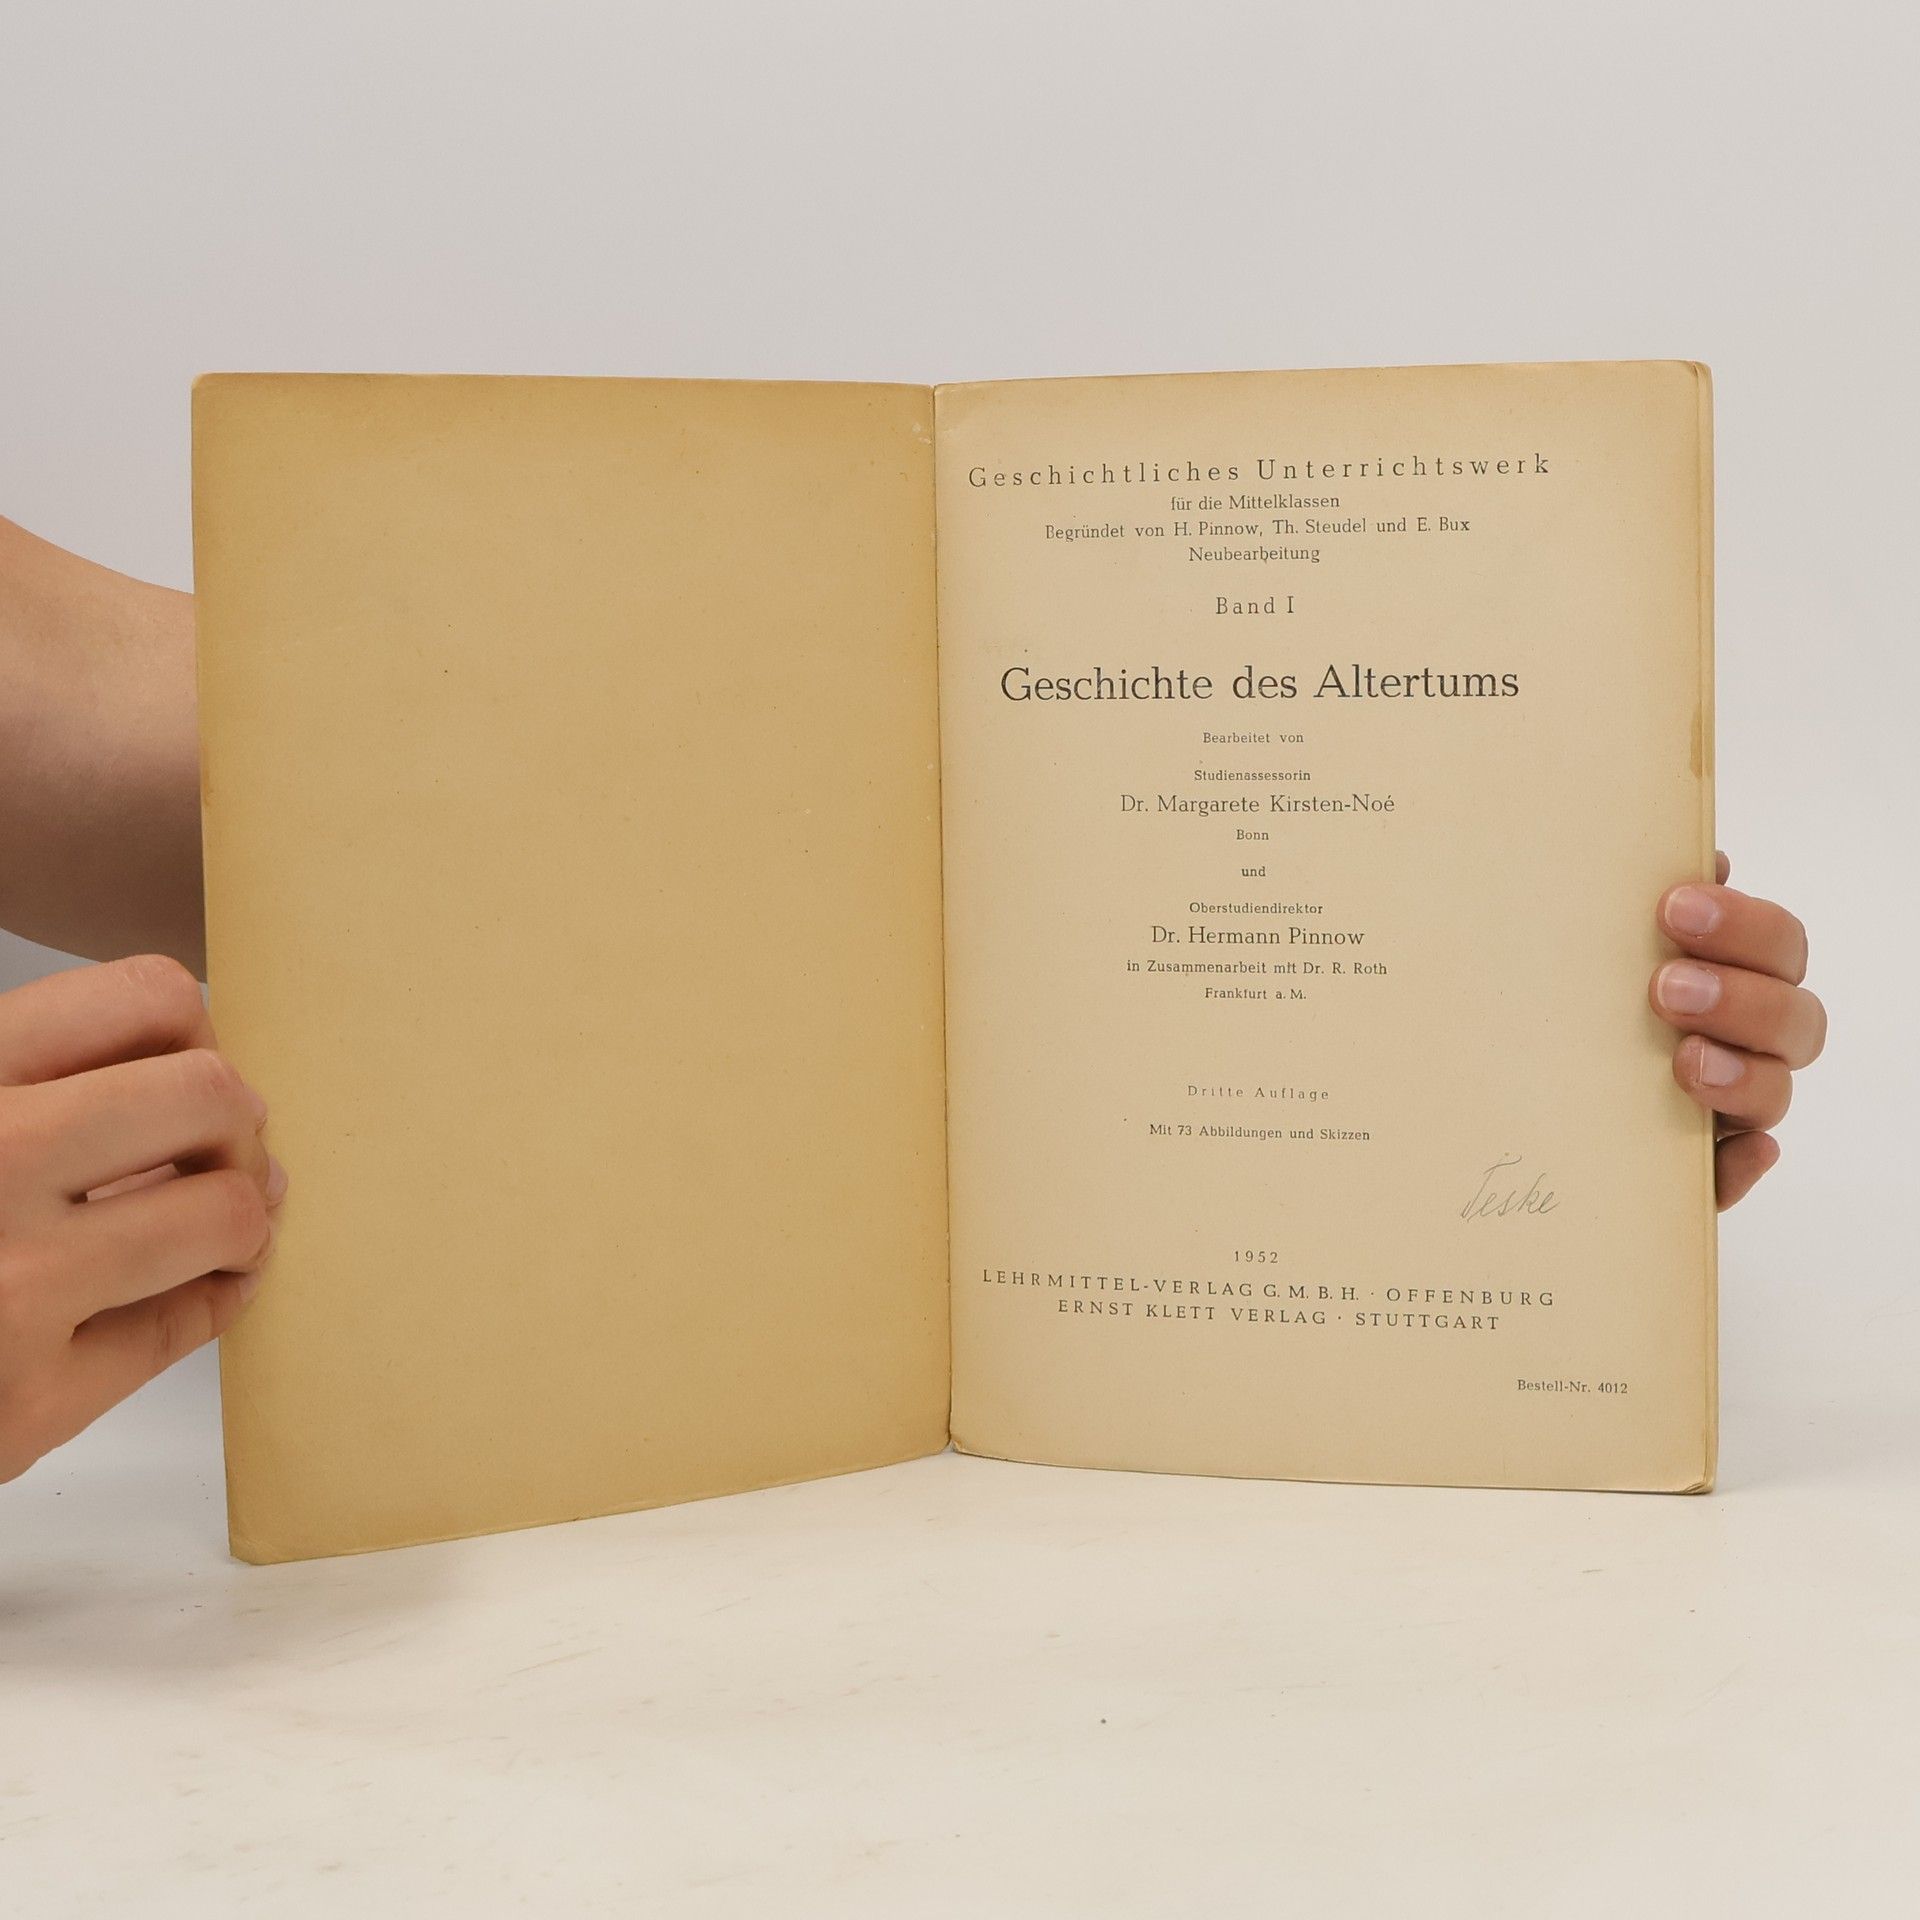 Geschichtliches Unterrichtswerk
für die Mittelklassen
Begründet von H. Pinnow, Th. Steudel und E. Bux
Neubearbeitung
Band I
Geschichte des Altertums
Bearbeitet von
Studienassessorin
Dr. Margarete Kirsten-Noé
Bonn
und
Oberstudiendirektor
Dr. Hermann Pinnow
in Zusammenarbeit mit Dr. R. Roth
Frankfurt a. M.
Dritte Auflage
Mit 73 Abbildungen und Skizzen
Teske
1952
LEHRMITTEL-VERLAG G. M. B. H. · OFFENBURG
ERNST KLETT VERLAG · STUTTGART
Bestell-Nr. 4012